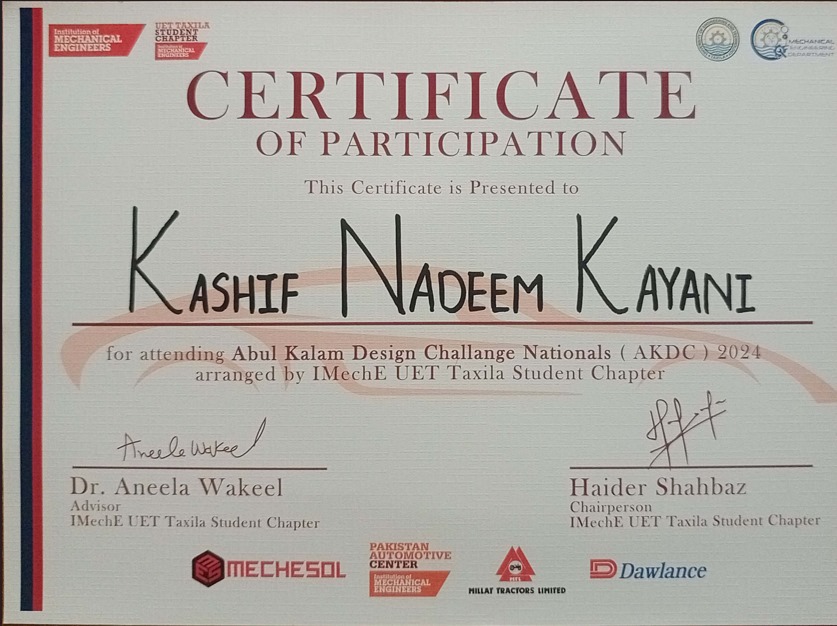 Institution of
MECHANICAL
ENGINEERS
UET TAXILA
STUDENT
CHAPTER
Institution of
MECHANICAL
ENGINEERS
MECHANICAL
ENGINEERING
DEPARTMENT
CERTIFICATE
OF PARTICIPATION
This Certificate is Presented to
KASHIF NADEEM KAYANI
for attending Abul Kalam Design Challange Nationals ( AKDC ) 2024
arranged by IMechE UET Taxila Student Chapter
Aneela Wakeel
Dr. Aneela Wakeel
Advisor
IMechE UET Taxila Student Chapter
Haider Shahbaz
Chairperson
IMechE UET Taxila Student Chapter
MECHESOL
PAKISTAN
AUTOMOTIVE
CENTER
Institution of
MECHANICAL
ENGINEERS
MTL
MILLAT TRACTORS LIMITED
Dawlance